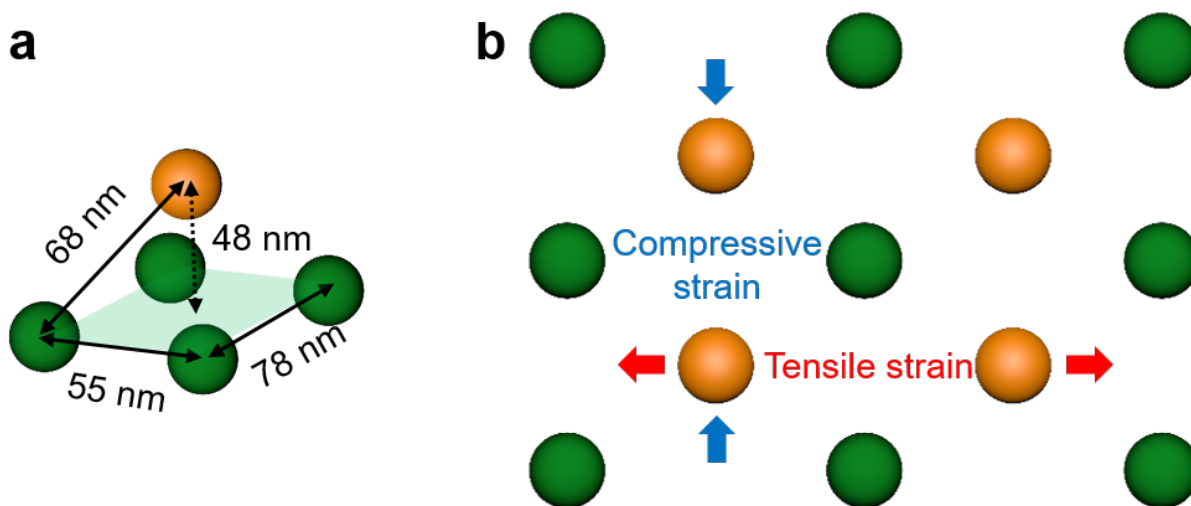 a
68 nm
48 nm
55 nm
78 nm
b
Compressive
strain
Tensile strain